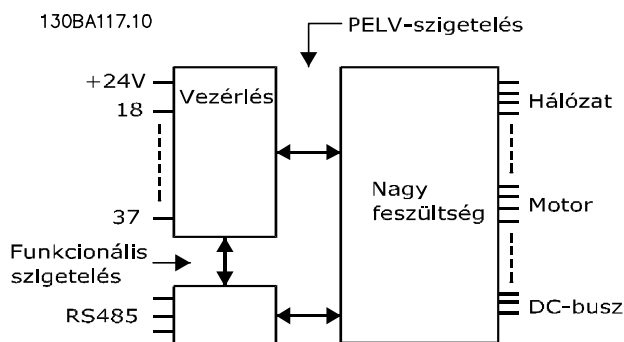 130BA117.10
PELV-szigetelés
+24V
18
37
Vezérlés
Nagy
feszültség
Hálózat
Motor
DC-busz
Funkcionális
szigetelés
RS485